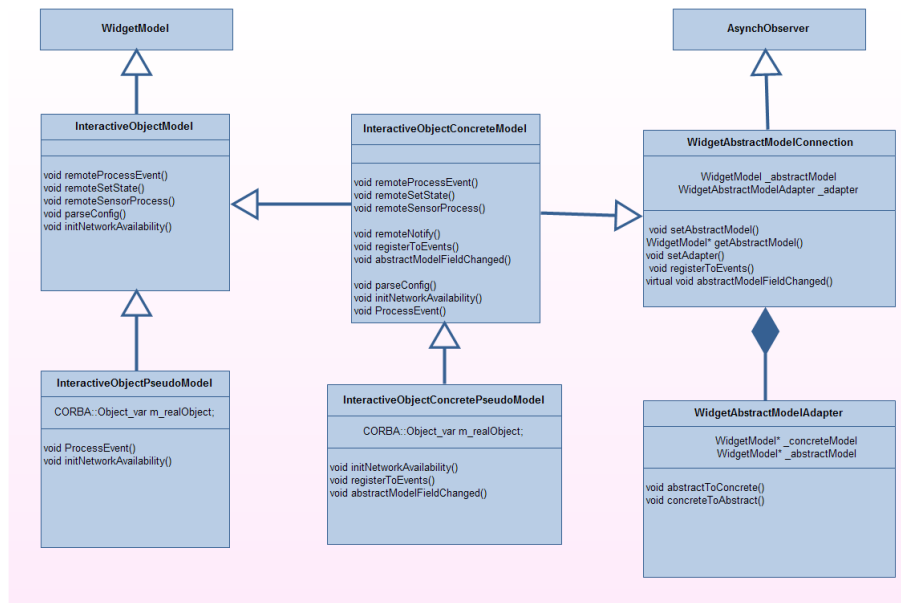 WidgetModel
AsynchObserver
InteractiveObjectModel
void remoteProcessEvent()
void remoteSetState()
void remoteSensorProcess()
void parseConfig()
void initNetworkAvailability()
InteractiveObjectConcreteModel
void remoteProcessEvent()
void remoteSetState()
void remoteSensorProcess()
void remoteNotify()
void registerToEvents()
void abstractModelFieldChanged()
void parseConfig()
void initNetworkAvailability()
void ProcessEvent()
WidgetAbstractModelConnection
WidgetModel _abstractModel
WidgetAbstractModelAdapter _adapter
void setAbstractModel()
WidgetModel* getAbstractModel()
void setAdapter()
void registerToEvents()
virtual void abstractModelFieldChanged()
InteractiveObjectPseudoModel
CORBA::Object_var m_realObject;
void ProcessEvent()
void initNetworkAvailability()
InteractiveObjectConcretePseudoModel
CORBA::Object_var m_realObject;
void initNetworkAvailability()
void registerToEvents()
void abstractModelFieldChanged()
WidgetAbstractModelAdapter
WidgetModel* _concreteModel
WidgetModel* _abstractModel
void abstractToConcrete()
void concreteToAbstract()